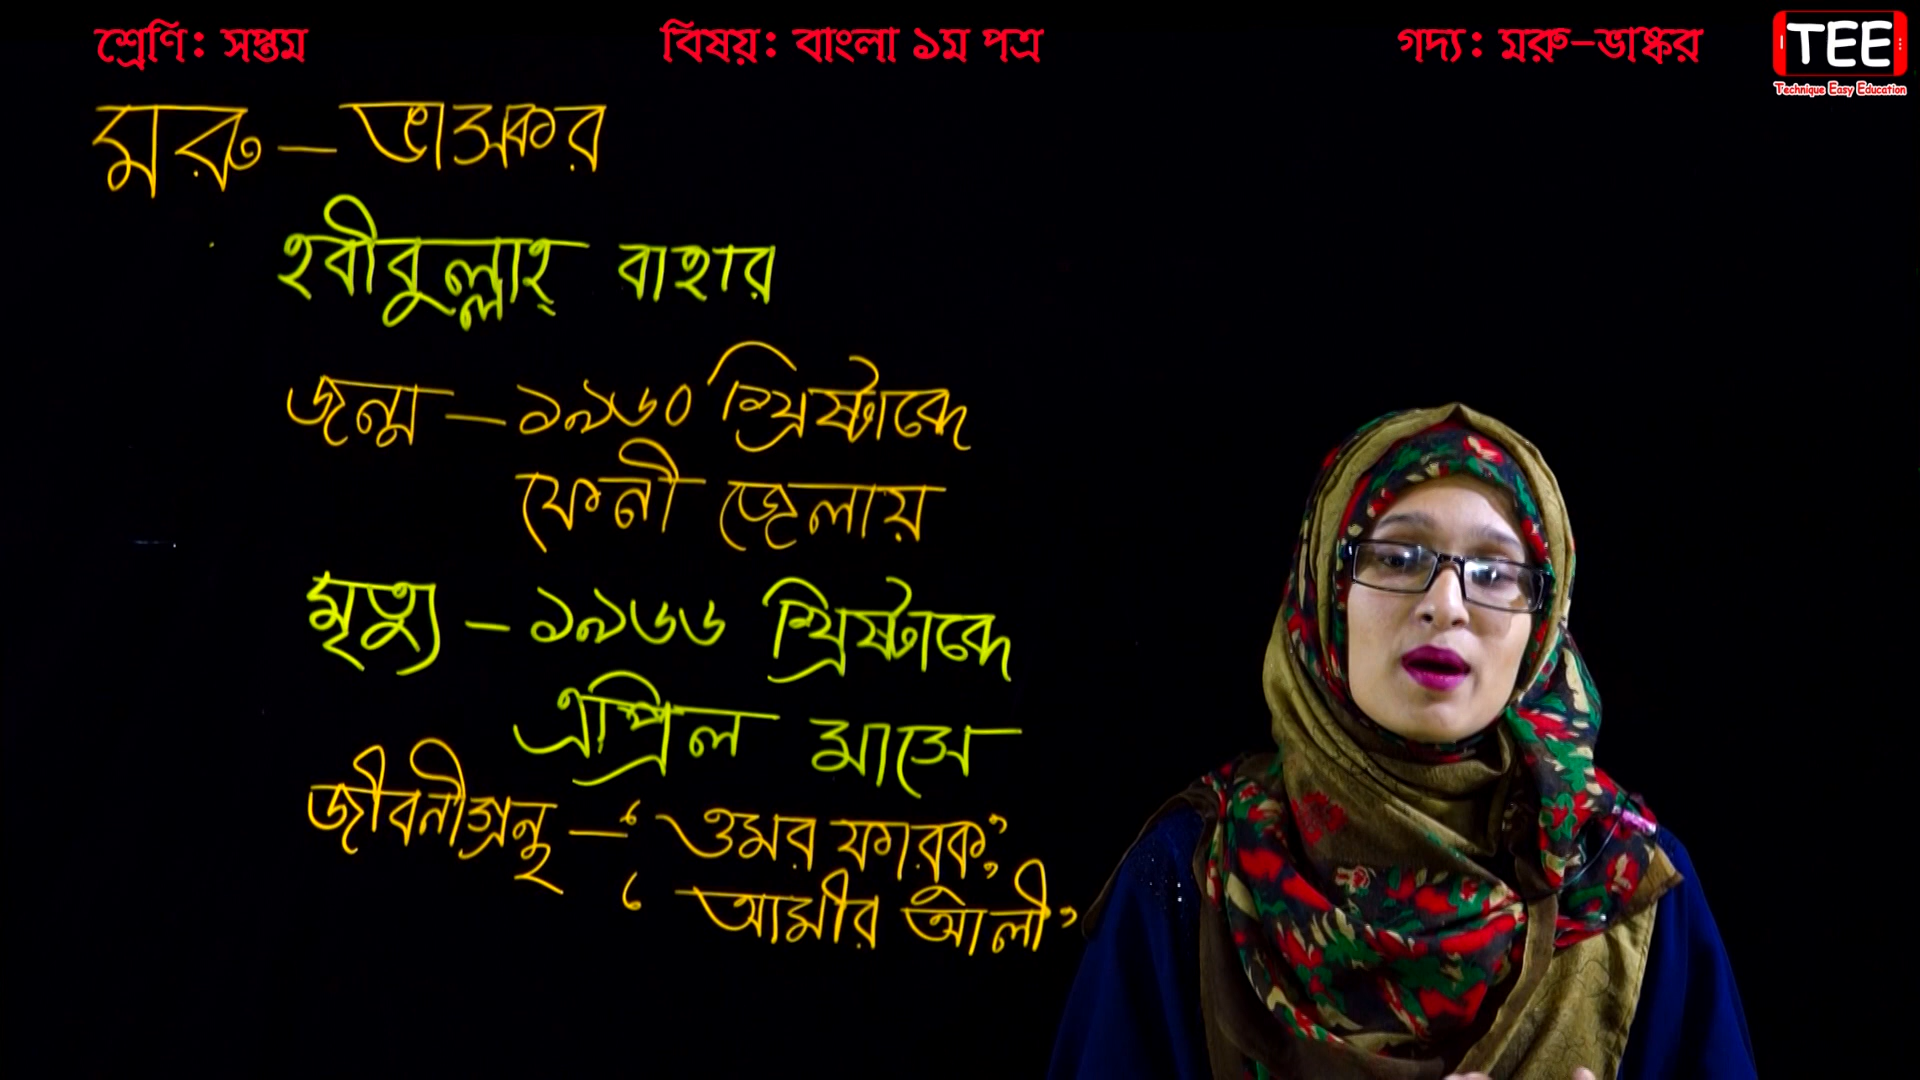 শ্রেণি: সপ্তম
বিষয়: বাংলা ১ম পত্র
গদ্য: মরু-ভাস্কর
TEE
Technique Easy Education
মরু - ভাস্কর
হবীবুল্লাহ্ বাহার
জন্ম - ১৯৬০ খ্রিষ্টাব্দে
ফেনী জেলায়
মৃত্যু - ১৯৬৬ খ্রিষ্টাব্দে
এপ্রিল মাসে
জীবনীগ্রন্থ - ‘ওমর ফারুক’,
‘আমীর আলী’